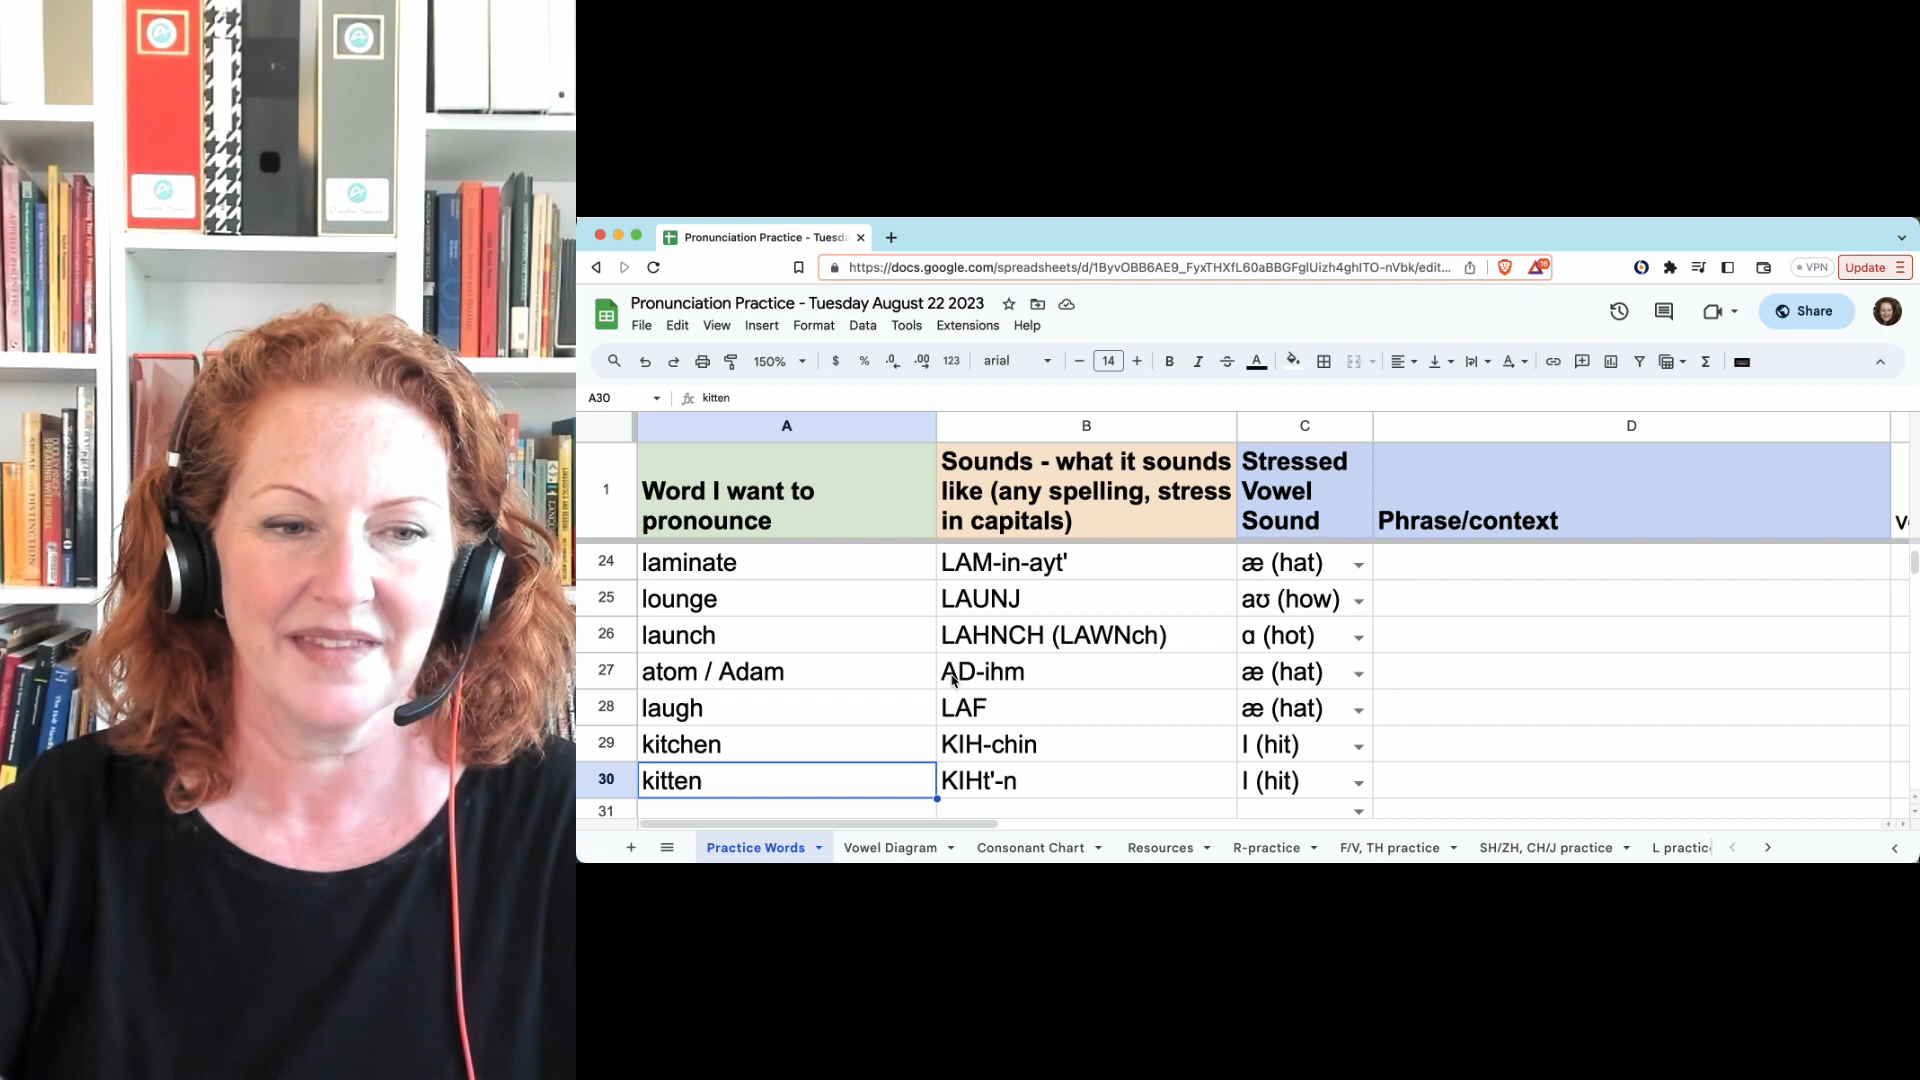 Pronunciation Practice - Tuesd
https://docs.google.com/spreadsheets/d/1ByvOBB6AE9_FyxTHXfL60aBBGFglUizh4ghITO-nVbk/edit...
16
VPN
Update
Pronunciation Practice - Tuesday August 22 2023
File Edit View Insert Format Data Tools Extensions Help
Share
150% $ % .0 .00 123 arial 14 B I A Σ
A30 fx kitten
A B C D
1 Word I want to pronounce
Sounds - what it sounds
like (any spelling, stress
in capitals)
Stressed
Vowel
Sound
Phrase/context
24 laminate LAM-in-ayt' æ (hat)
25 lounge LAUNJ aʊ (how)
26 launch LAHNCH (LAWNch) ɑ (hot)
27 atom / Adam AD-ihm æ (hat)
28 laugh LAF æ (hat)
29 kitchen KIH-chin I (hit)
30 kitten KIHt'-n I (hit)
31
Practice Words Vowel Diagram Consonant Chart Resources R-practice F/V, TH practice SH/ZH, CH/J practice L practic